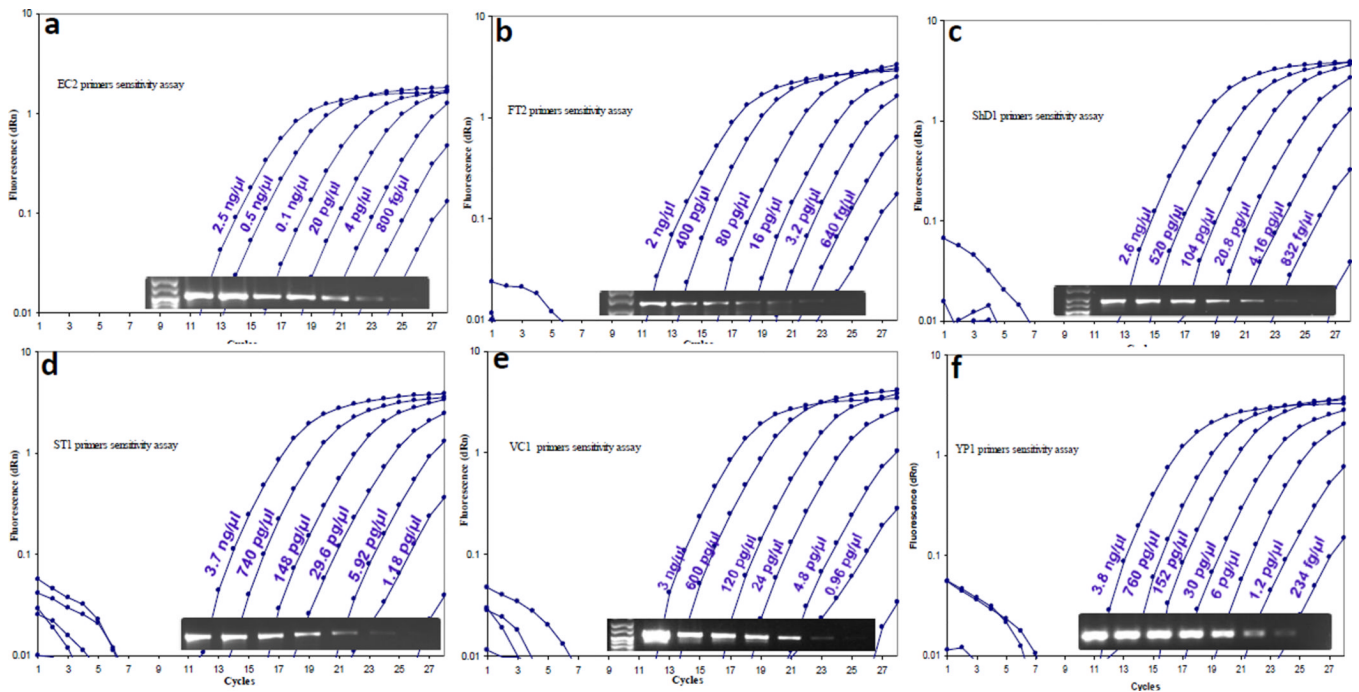 a
10
EC2 primers sensitivity assay
Fluorescence (dRn)
1
0.1
0.01
2.5 ng/µl
0.5 ng/µl
0.1 ng/µl
20 pg/µl
4 pg/µl
800 fg/µl
1 3 5 7 9 11 13 15 17 19 21 23 25 27
Cycles
b
10
FT2 primers sensitivity assay
Fluorescence (dRn)
1
0.1
0.01
2 ng/µl
400 pg/µl
80 pg/µl
16 pg/µl
3.2 pg/µl
640 fg/µl
1 3 5 7 9 11 13 15 17 19 21 23 25 27
Cycles
c
10
ShD1 primers sensitivity assay
Fluorescence (dRn)
1
0.1
0.01
2.6 ng/µl
520 pg/µl
104 pg/µl
20.8 pg/µl
4.16 pg/µl
832 fg/µl
1 3 5 7 9 11 13 15 17 19 21 23 25 27
Cycles
d
10
ST1 primers sensitivity assay
Fluorescence (dRn)
1
0.1
0.01
3.7 ng/µl
740 pg/µl
148 pg/µl
29.6 pg/µl
5.92 pg/µl
1.18 pg/µl
1 3 5 7 9 11 13 15 17 19 21 23 25 27
Cycles
e
10
VC1 primers sensitivity assay
Fluorescence (dRn)
1
0.1
0.01
3 ng/µl
600 pg/µl
120 pg/µl
24 pg/µl
4.8 pg/µl
0.96 pg/µl
1 3 5 7 9 11 13 15 17 19 21 23 25 27
Cycles
f
10
YP1 primers sensitivity assay
Fluorescence (dRn)
1
0.1
0.01
3.8 ng/µl
760 pg/µl
152 pg/µl
30 pg/µl
6 pg/µl
1.2 pg/µl
234 fg/µl
1 3 5 7 9 11 13 15 17 19 21 23 25 27
Cycles